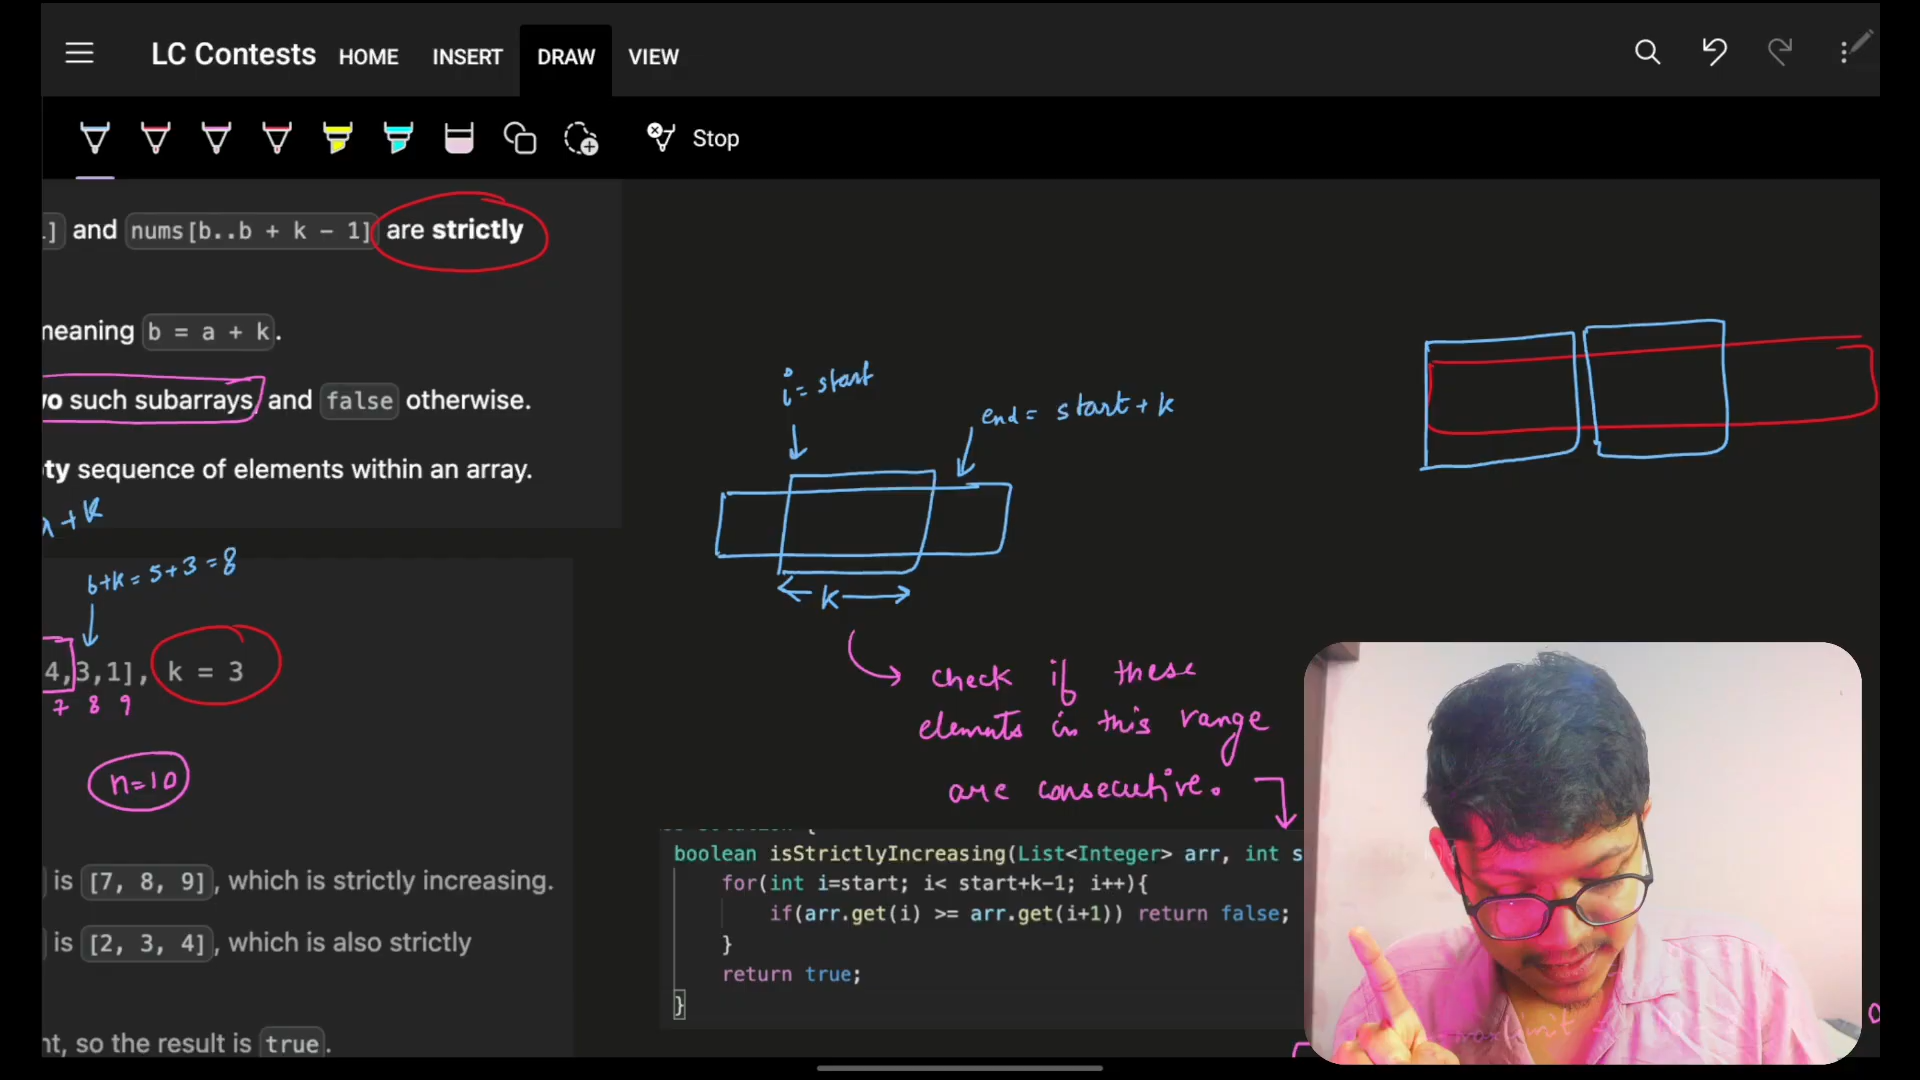 LC Contests HOME INSERT DRAW VIEW
Stop
.] and nums[b..b + k - 1] are strictly
meaning b = a + k.
wo such subarrays, and false otherwise.
ty sequence of elements within an array.
+ k
b+k = 5+3 = 8
4,3,1], k = 3
7 8 9
n=10
is [7, 8, 9], which is strictly increasing.
is [2, 3, 4], which is also strictly
nt, so the result is true.
i = start
end = start + k
k
check if these
elements in this range
are consecutive.
boolean isStrictlyIncreasing(List<Integer> arr, int s
for(int i=start; i< start+k-1; i++){
if(arr.get(i) >= arr.get(i+1)) return false;
}
return true;
}